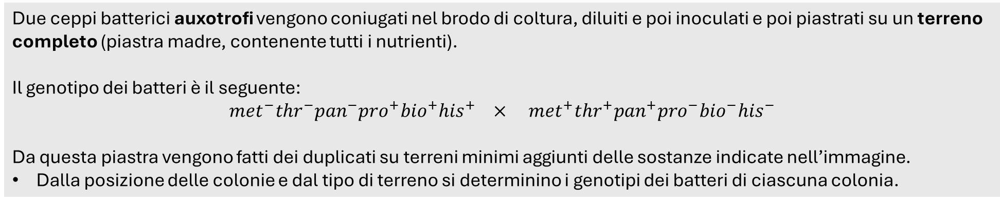 Due ceppi batterici auxotrofi vengono coniugati nel brodo di coltura, diluiti e poi inoculati e poi piastrati su un terreno
completo (piastra madre, contenente tutti i nutrienti).
Il genotipo dei batteri è il seguente:
met⁻thr⁻pan⁻pro⁺bio⁺his⁺ × met⁺thr⁺pan⁺pro⁻bio⁻his⁻
Da questa piastra vengono fatti dei duplicati su terreni minimi aggiunti delle sostanze indicate nell’immagine.
• Dalla posizione delle colonie e dal tipo di terreno si determinino i genotipi dei batteri di ciascuna colonia.